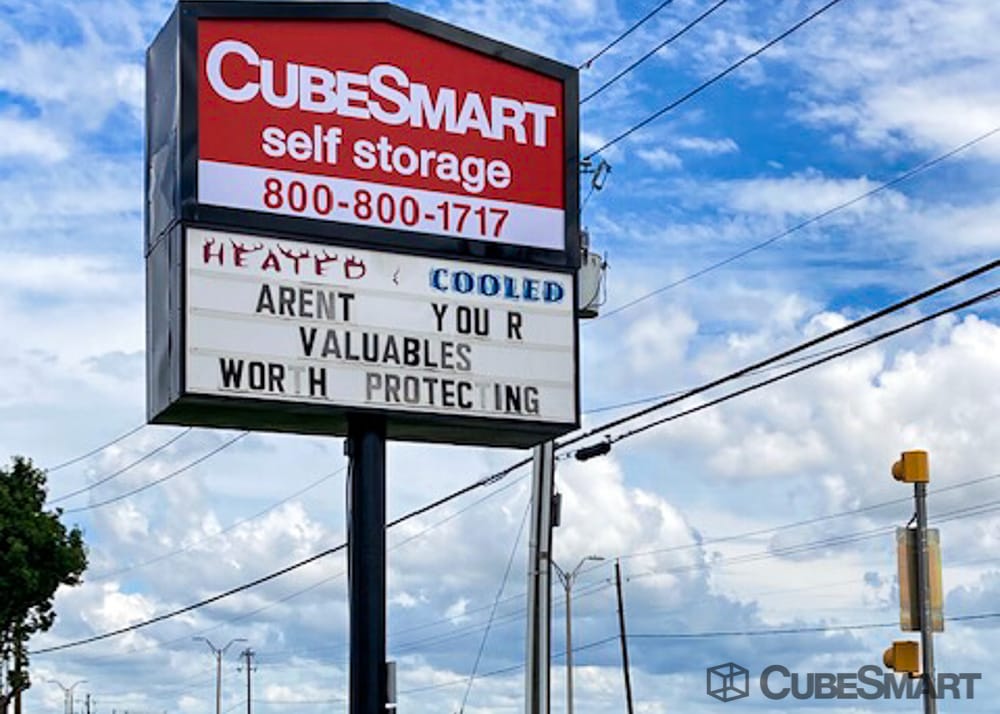 CUBESMART
self storage
800-800-1717
HEATED & COOLED
ARENT YOUR
VALUABLES
WORTH PROTECTING
CUBESMART